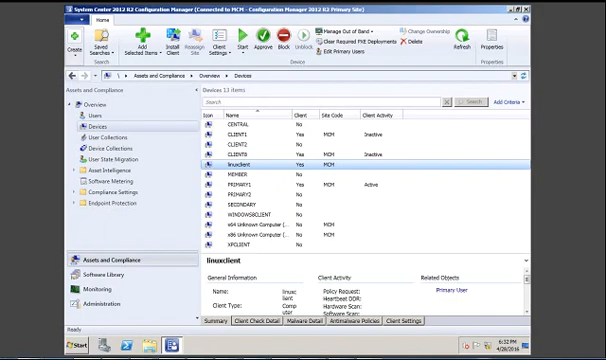 System Center 2012 R2 Configuration Manager (Connected to MCM - Configuration Manager 2012 R2 Primary Site)
Home
Create
Saved Searches
Search
Add Selected Items
Install Client
Reassign Site
Client Settings
Start
Approve
Block
Unblock
Manage Out of Band
Clear Required PXE Deployments
Edit Primary Users
Change Ownership
Delete
Device
Refresh
Properties
Properties
\ Assets and Compliance Overview Devices
Assets and Compliance
Overview
Users
Devices
User Collections
Device Collections
User State Migration
Asset Intelligence
Software Metering
Compliance Settings
Endpoint Protection
Assets and Compliance
Software Library
Monitoring
Administration
Devices 13 items
Search
Search
Add Criteria
Icon Name Client Site Code Client Activity
CENTRAL No
CLIENT1 Yes MCM Inactive
CLIENT2 No
CLIENT8 Yes MCM Inactive
linuxclient Yes MCM
MEMBER No
PRIMARY1 Yes MCM Active
PRIMARY2 No
SECONDARY No
WINDOWS8CLIENT No
x64 Unknown Computer (... No MCM
x86 Unknown Computer (... No MCM
XPCLIENT No
linuxclient
General Information
Name: linuxclient
Client Type: Computer
Client Activity
Policy Request:
Heartbeat DDR:
Hardware Scan:
Software Scan:
Related Objects
Primary User
Summary Client Check Detail Malware Detail Antimalware Policies Client Settings
Ready
Start
6:32 PM
4/28/2016